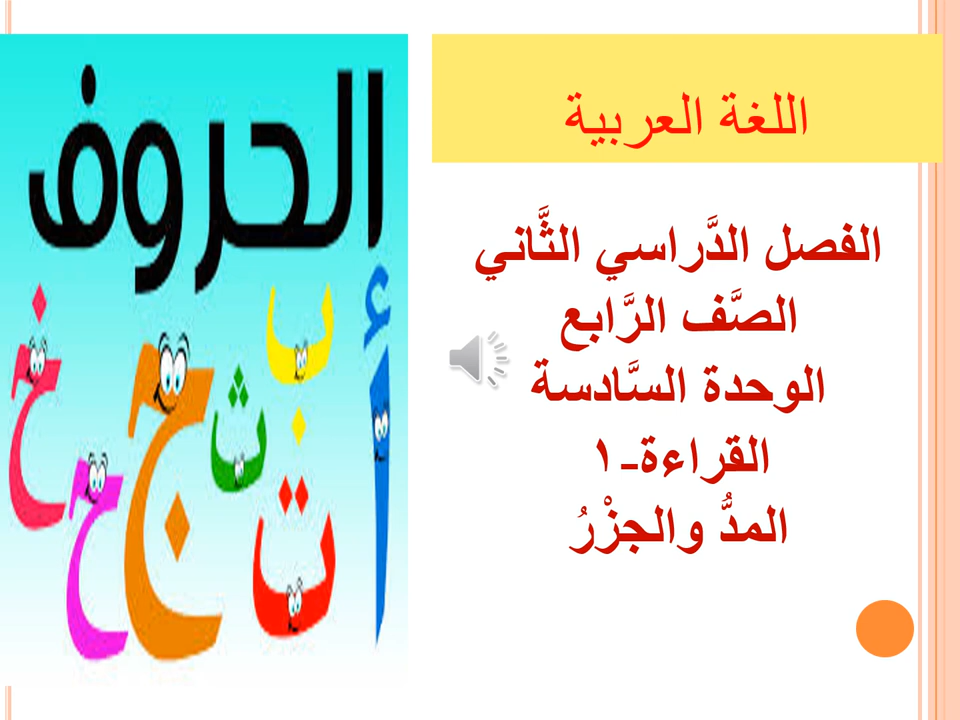 اللغة العربية
الفصل الدَّراسي الثَّاني
الصَّف الرَّابع
الوحدة السَّادسة
القراءة-١
المدُّ والجزْرُ
الحروف
أ ب ت ث ج ح خ